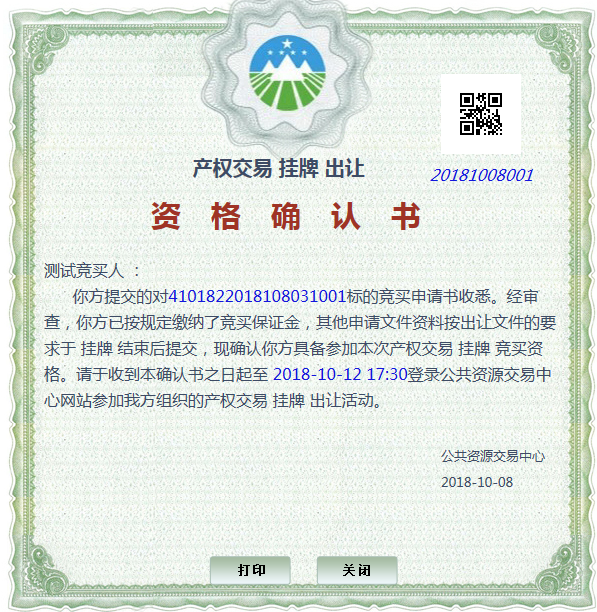 产权交易 挂牌 出让
20181008001
资格确认书
测试竞买人 ：
你方提交的对4101822018108031001标的竞买申请书收悉。经审
查，你方已按规定缴纳了竞买保证金，其他申请文件资料按出让文件的要
求于 挂牌 结束后提交，现确认你方具备参加本次产权交易 挂牌 竞买资
格。请于收到本确认书之日起至 2018-10-12 17:30登录公共资源交易中
心网站参加我方组织的产权交易 挂牌 出让活动。
公共资源交易中心
2018-10-08
打印 关闭